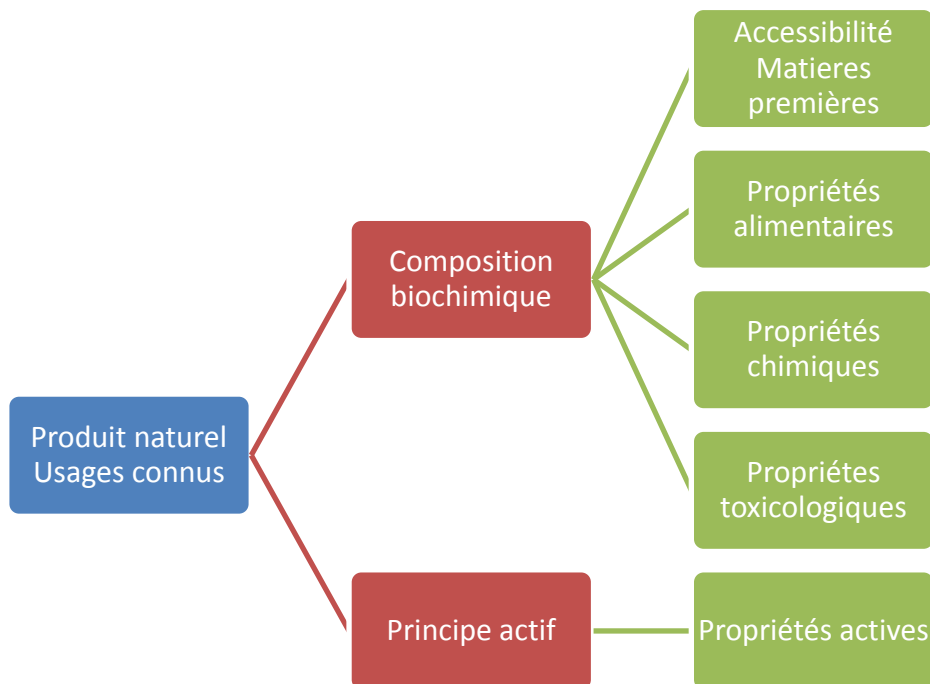 Accessibilité
Matieres
premières
Propriétés
alimentaires
Composition
biochimique
Propriétés
chimiques
Produit naturel
Usages connus
Propriétes
toxicologiques
Principe actif
Propriétés actives